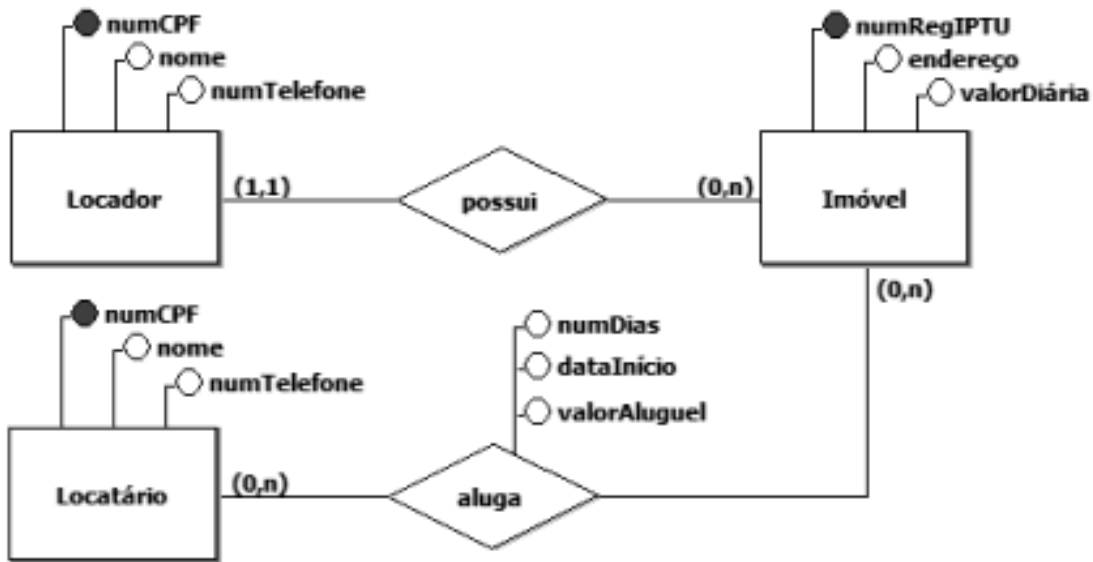 numCPF
nome
numTelefone
numRegIPTU
endereço
valorDiária
Locador
(1,1)
possui
(0,n)
Imóvel
(0,n)
numCPF
nome
numTelefone
numDias
dataInício
valorAluguel
Locatário
(0,n)
aluga